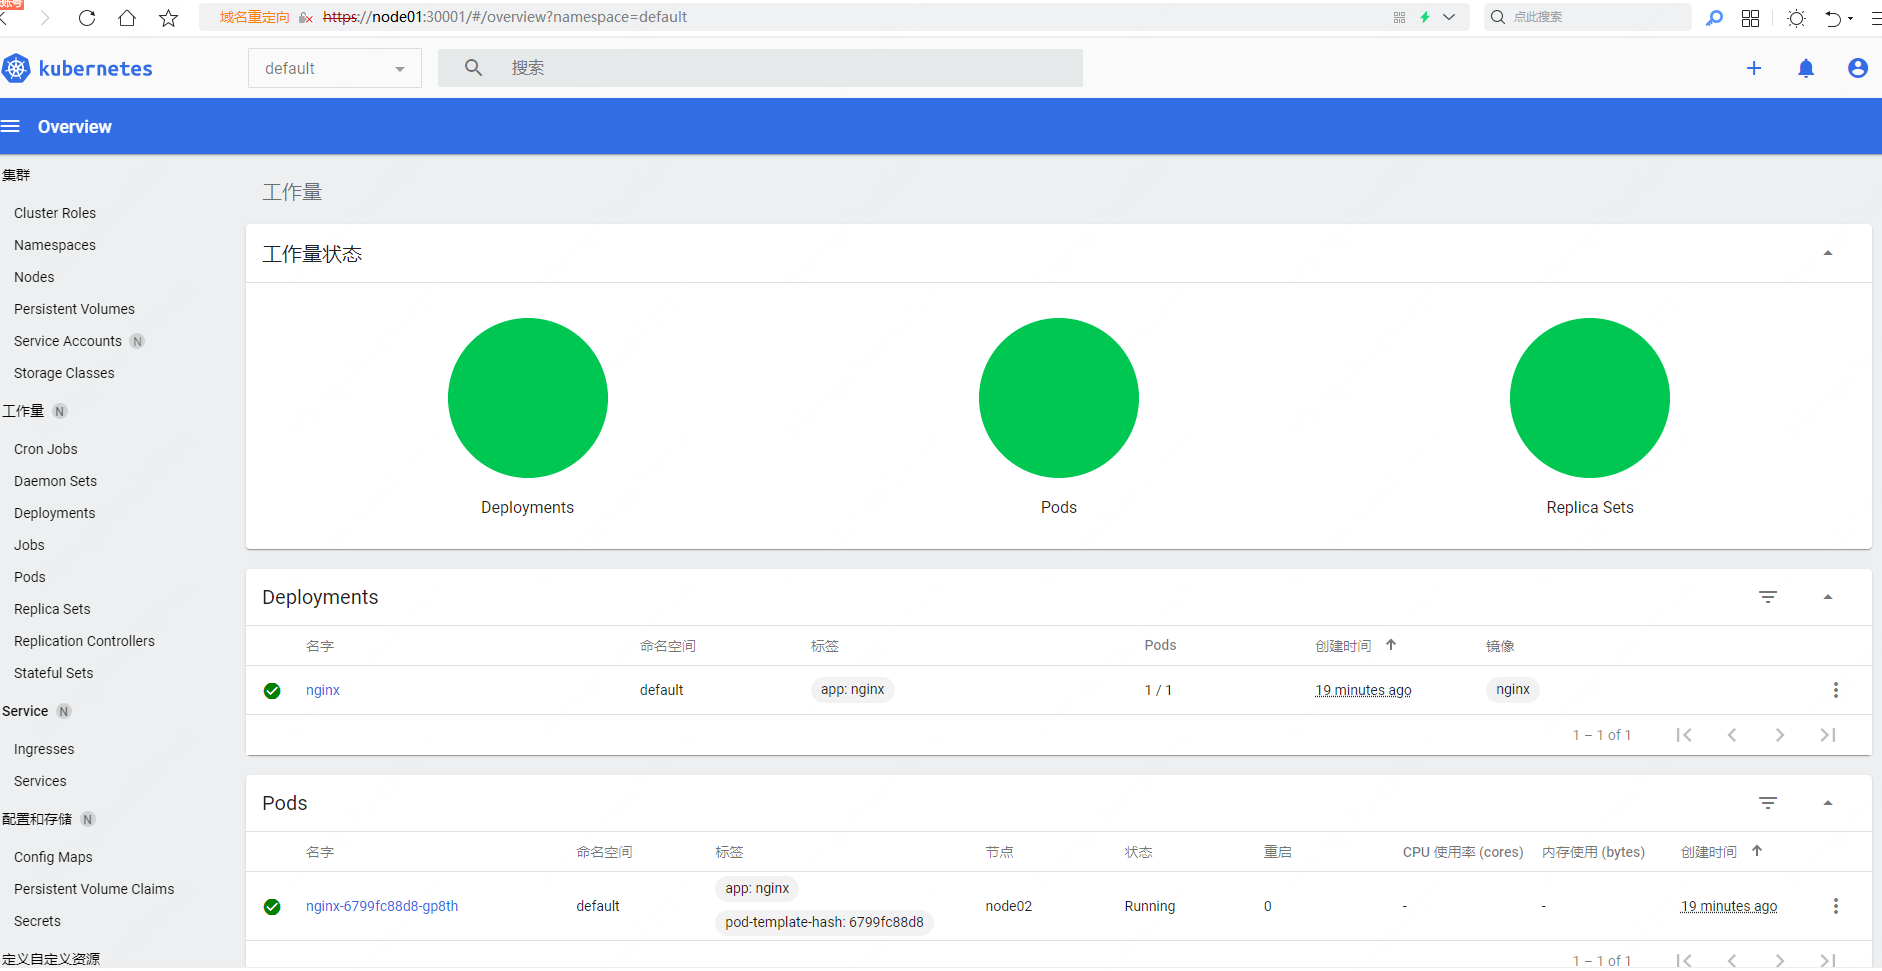 账号
域名重定向 https://node01:30001/#/overview?namespace=default 点此搜索
kubernetes default 搜索
Overview
集群
Cluster Roles
Namespaces
Nodes
Persistent Volumes
Service Accounts N
Storage Classes
工作量 N
Cron Jobs
Daemon Sets
Deployments
Jobs
Pods
Replica Sets
Replication Controllers
Stateful Sets
Service N
Ingresses
Services
配置和存储 N
Config Maps
Persistent Volume Claims
Secrets
定义自定义资源
工作量
工作量状态
Deployments Pods Replica Sets
Deployments
名字 命名空间 标签 Pods 创建时间 镜像
nginx default app: nginx 1 / 1 19 minutes ago nginx
1 – 1 of 1
Pods
名字 命名空间 标签 节点 状态 重启 CPU 使用率 (cores) 内存使用 (bytes) 创建时间
app: nginx
nginx-6799fc88d8-gp8th default node02 Running 0 - - 19 minutes ago
pod-template-hash: 6799fc88d8
1 – 1 of 1